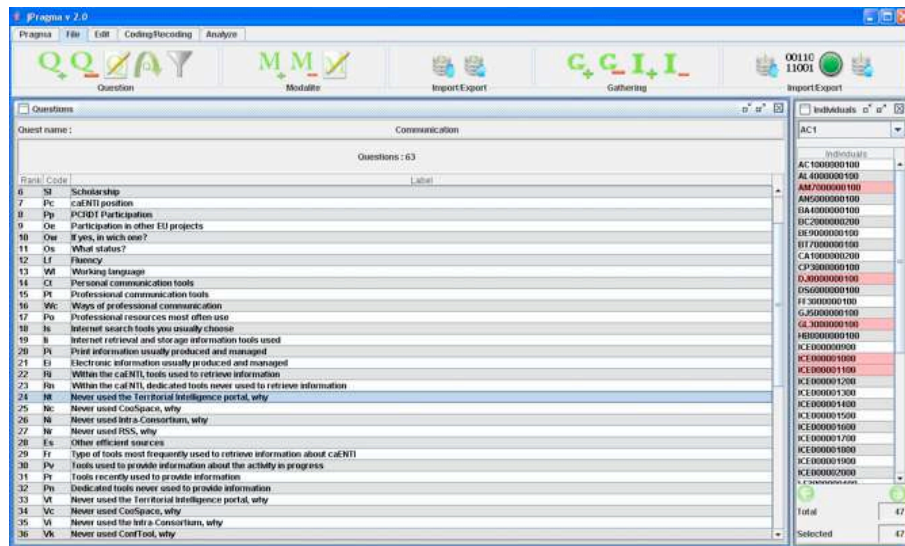 jPragma v 2.0
Pragma File Edit Coding/Recoding Analyze
Q+ Q- M+ M- G+ G- I+ I- 00110
11001
Question Modalite Import/Export Gathering Import/Export
Questions
Quest name : Communication
Questions : 63
Rank Code Label
6 Sl Scholarship
7 Pc caENTI position
8 Pp PCRDT Participation
9 Oe Participation in other EU projects
10 Ow If yes, in wich one?
11 Os What status?
12 Lf Fluency
13 Wl Working language
14 Ct Personal communication tools
15 Pt Professional communication tools
16 Wc Ways of professional communication
17 Po Professional resources most often use
18 Is Internet search tools you usually choose
19 Ii Internet retrieval and storage information tools used
20 Pi Print information usually produced and managed
21 Ei Electronic information usually produced and managed
22 Ri Within the caENTI, tools used to retrieve information
23 Rn Within the caENTI, dedicated tools never used to retrieve information
24 Nt Never used the Territorial Intelligence portal, why
25 Nc Never used CooSpace, why
26 Ni Never used Intra-Consortium, why
27 Nr Never used RSS, why
28 Es Other efficient sources
29 Fr Type of tools most frequently used to retrieve information about caENTI
30 Pv Tools used to provide information about the activity in progress
31 Pr Tools recently used to provide information
32 Pn Dedicated tools never used to provide information
33 Vt Never used the Territorial Intelligence portal, why
34 Vc Never used CooSpace, why
35 Vi Never used the Intra-Consortium, why
36 Vk Never used ConfTool, why
Individuals
AC1
Individuals
AC1000000100
AL4000000100
AM7000000100
AN5000000100
BA4000000100
BC2000000200
BE9000000100
BT7000000100
CA1000000200
CP3000000100
DJ0000000100
DS6000000100
FF3000000100
GJ5000000100
GL3000000100
HB0000000100
ICE000000900
ICE000001000
ICE000001100
ICE000001200
ICE000001300
ICE000001400
ICE000001500
ICE000001600
ICE000001700
ICE000001800
ICE000001900
ICE000002000
Total 47
Selected 47